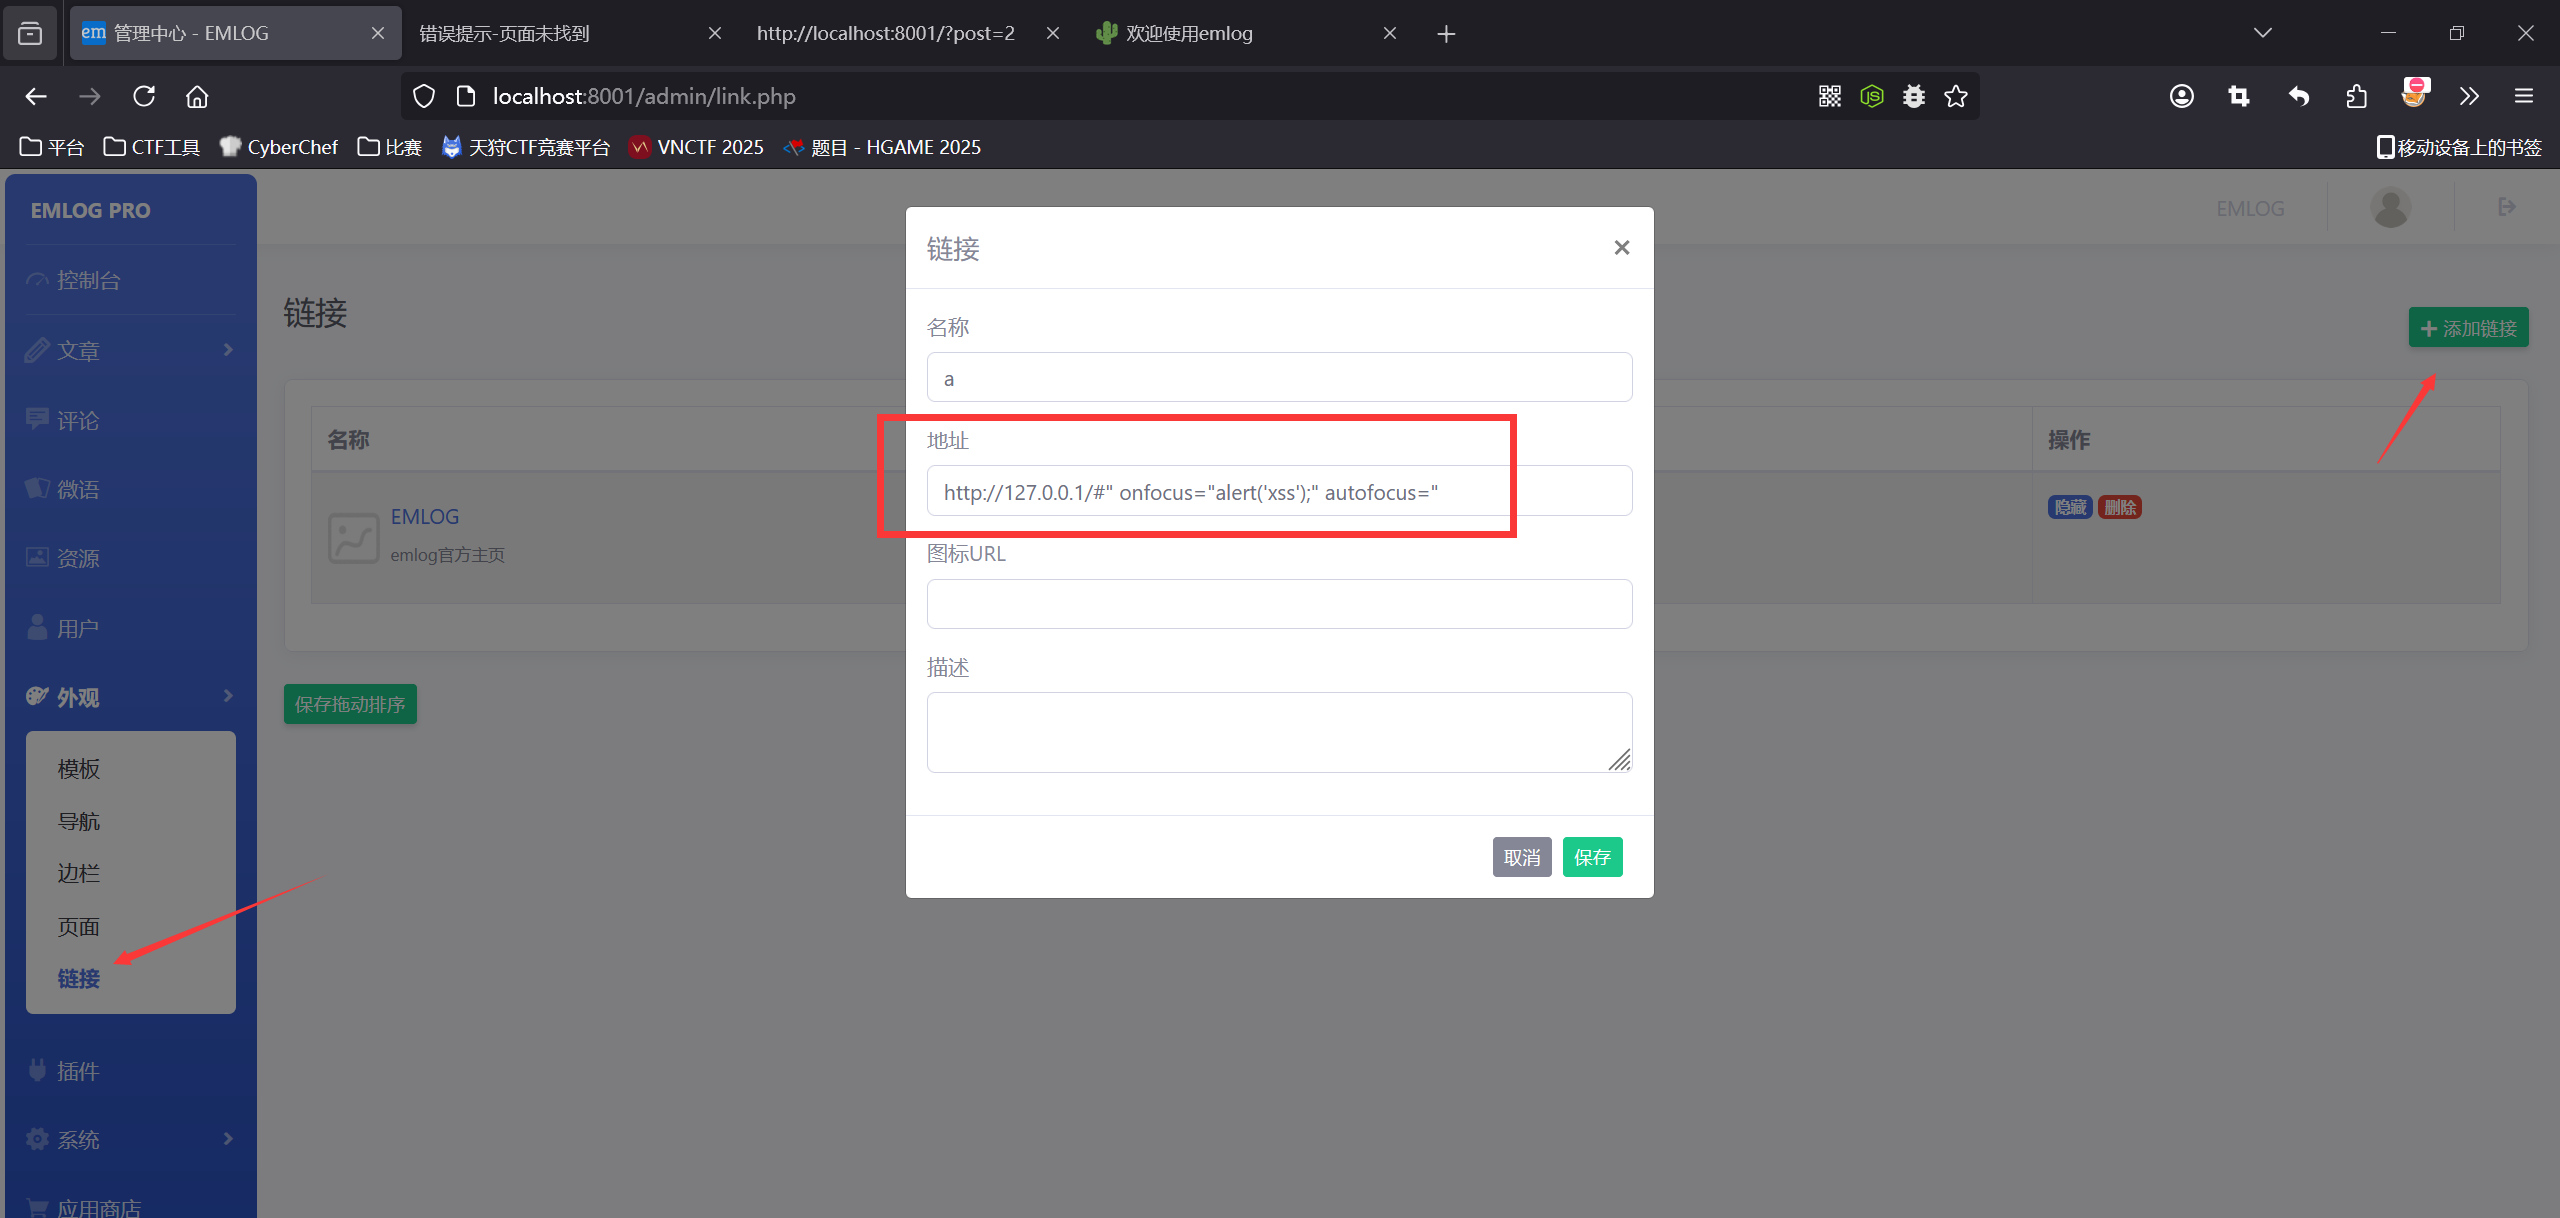 管理中心 - EMLOG
错误提示-页面未找到
http://localhost:8001/?post=2
欢迎使用emlog
localhost:8001/admin/link.php
平台
CTF工具
CyberChef
比赛
天狩CTF竞赛平台
VNCTF 2025
题目 - HGAME 2025
移动设备上的书签
EMLOG PRO
控制台
文章
评论
微语
资源
用户
外观
模板
导航
边栏
页面
链接
插件
系统
应用商店
EMLOG
链接
添加链接
名称
操作
EMLOG
emlog官方主页
隐藏
删除
保存拖动排序
链接
名称
a
地址
http://127.0.0.1/#" onfocus="alert('xss');" autofocus="
图标URL
描述
取消
保存